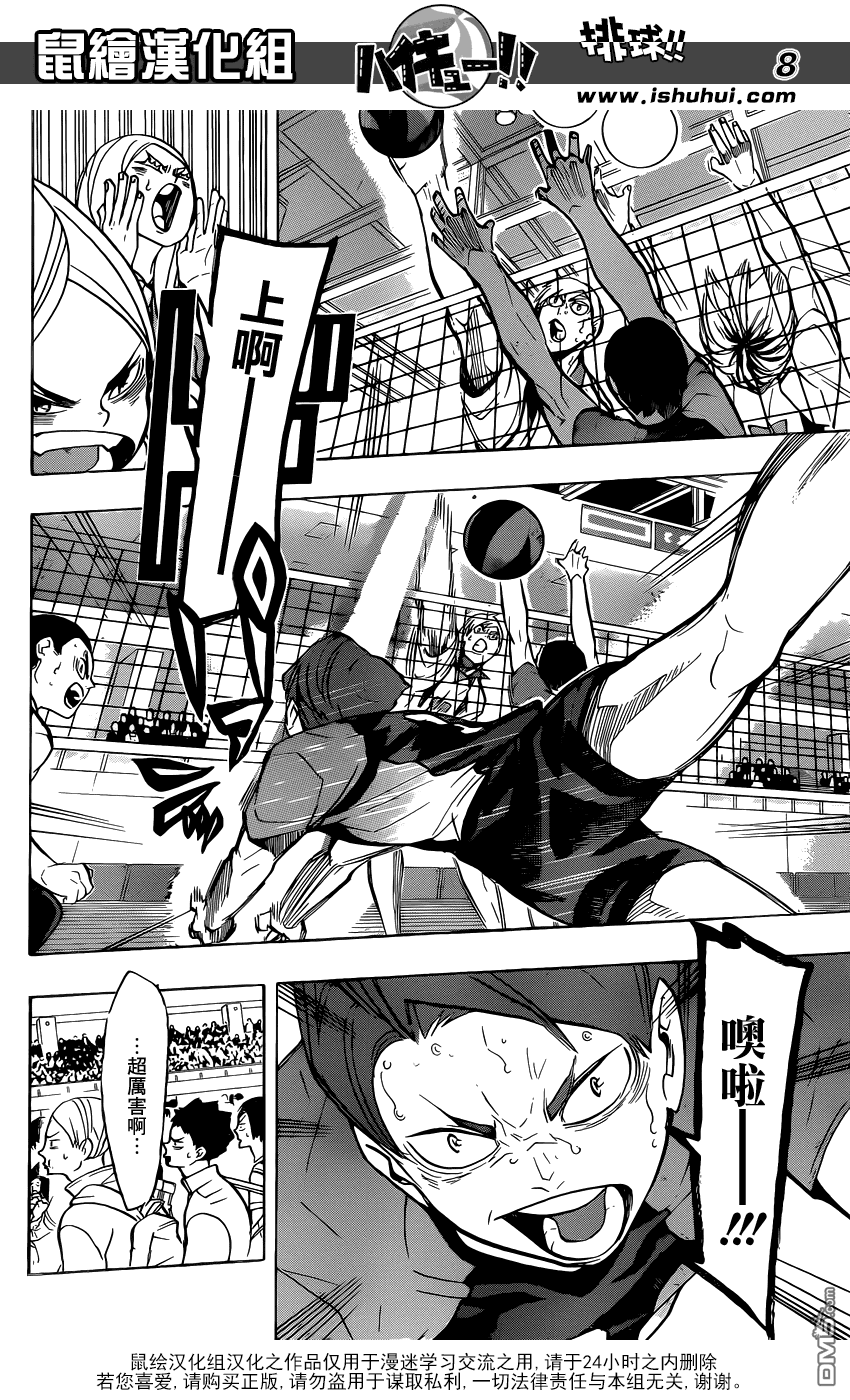 鼠繪漢化組
ハイキュー!!
排球!!
8
www.ishuhui.com
上啊——
噢啦——!!!
…超厲害啊…
DM5.com
鼠绘汉化组汉化之作品仅用于漫迷学习交流之用,请于24小时之内删除
若您喜爱,请购买正版,请勿盗用于谋取私利,一切法律责任与本组无关,谢谢。